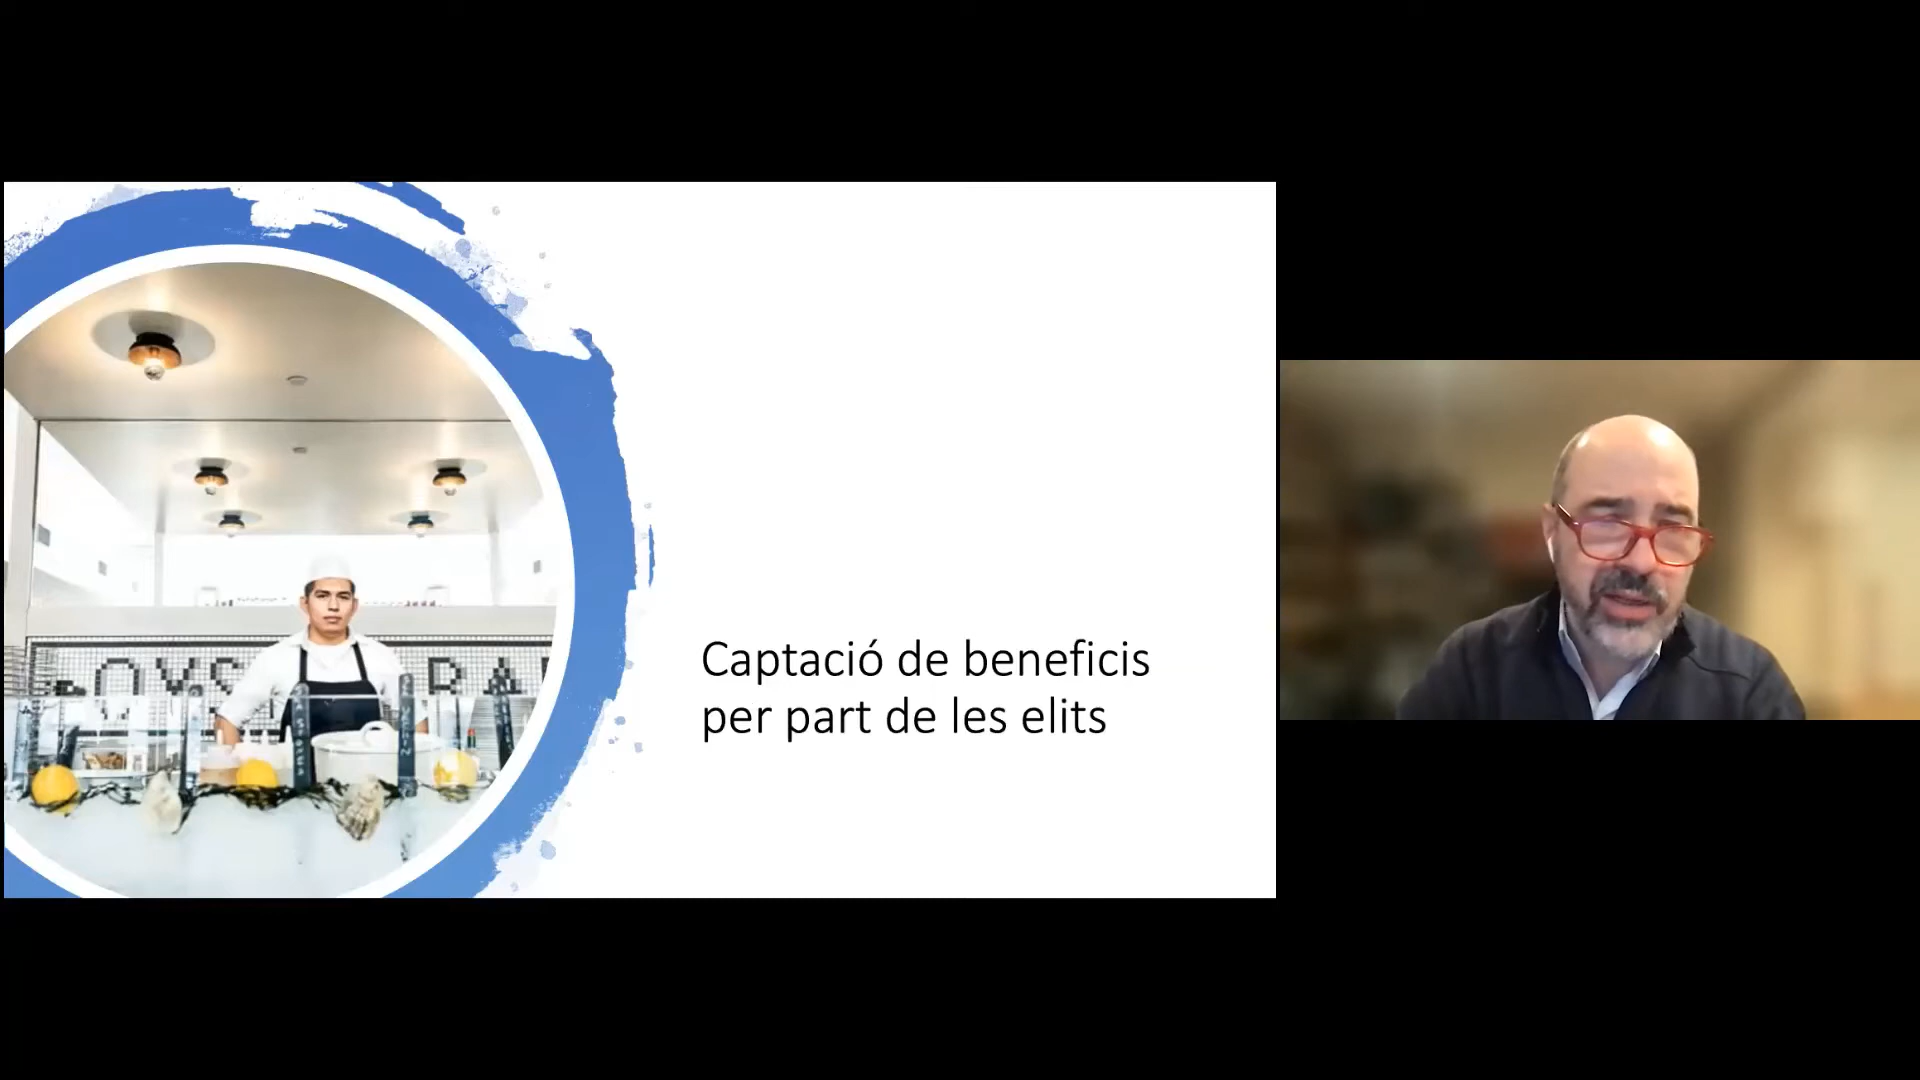 Captació de beneficis
per part de les elits